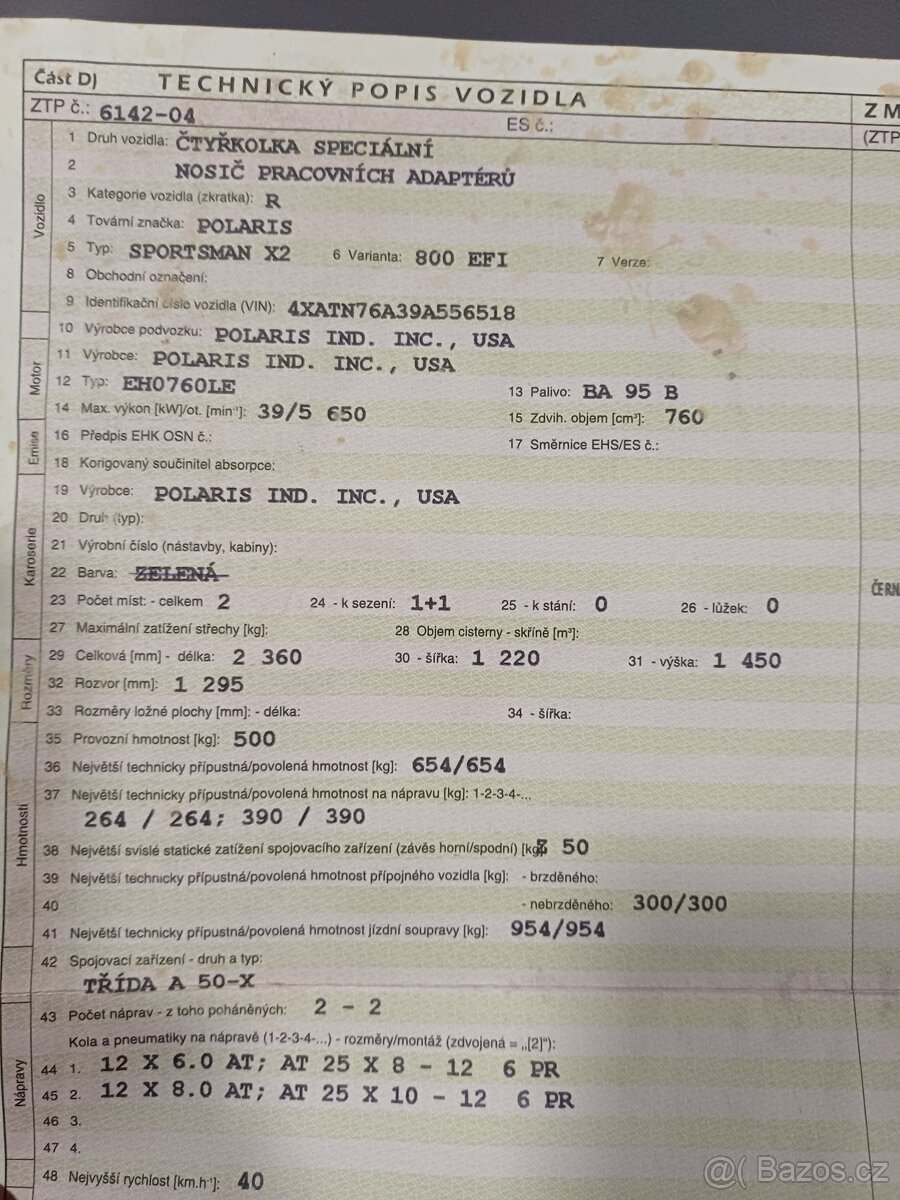 Část DJ TECHNICKÝ POPIS VOZIDLA
Z M
ZTP č.: 6142-04 ES č.:
(ZTP
Vozidlo
1 Druh vozidla: ČTYŘKOLKA SPECIÁLNÍ
2 NOSIČ PRACOVNÍCH ADAPTÉRŮ
3 Kategorie vozidla (zkratka): R
4 Tovární značka: POLARIS
5 Typ: SPORTSMAN X2 6 Varianta: 800 EFI 7 Verze:
8 Obchodní označení:
9 Identifikační číslo vozidla (VIN): 4XATN76A39A556518
10 Výrobce podvozku: POLARIS IND. INC., USA
Motor
11 Výrobce: POLARIS IND. INC., USA
12 Typ: EH0760LE 13 Palivo: BA 95 B
14 Max. výkon [kW]/ot. [min⁻¹]: 39/5 650 15 Zdvih. objem [cm³]: 760
Emise
16 Předpis EHK OSN č.: 17 Směrnice EHS/ES č.:
18 Korigovaný součinitel absorpce:
Karoserie
19 Výrobce: POLARIS IND. INC., USA
20 Druh (typ):
21 Výrobní číslo (nástavby, kabiny):
22 Barva: ZELENÁ
ČERN
23 Počet míst: - celkem 2 24 - k sezení: 1+1 25 - k stání: 0 26 - lůžek: 0
27 Maximální zatížení střechy [kg]: 28 Objem cisterny - skříně [m³]:
Rozměry
29 Celková [mm] - délka: 2 360 30 - šířka: 1 220 31 - výška: 1 450
32 Rozvor [mm]: 1 295
33 Rozměry ložné plochy [mm]: - délka: 34 - šířka:
Hmotnosti
35 Provozní hmotnost [kg]: 500
36 Největší technicky přípustná/povolená hmotnost [kg]: 654/654
37 Největší technicky přípustná/povolená hmotnost na nápravu [kg]: 1-2-3-4-...
264 / 264; 390 / 390
38 Největší svislé statické zatížení spojovacího zařízení (závěs horní/spodní) [kg]: 50
39 Největší technicky přípustná/povolená hmotnost přípojného vozidla [kg]: - brzděného:
40 - nebrzděného: 300/300
41 Největší technicky přípustná/povolená hmotnost jízdní soupravy [kg]: 954/954
42 Spojovací zařízení - druh a typ:
TŘÍDA A 50-X
Nápravy
43 Počet náprav - z toho poháněných: 2 - 2
Kola a pneumatiky na nápravě (1-2-3-4-...) - rozměry/montáž (zdvojená = „[2]"):
44 1. 12 X 6.0 AT; AT 25 X 8 - 12 6 PR
45 2. 12 X 8.0 AT; AT 25 X 10 - 12 6 PR
46 3.
47 4.
48 Nejvyšší rychlost [km.h⁻¹]: 40
@( Bazos.cz